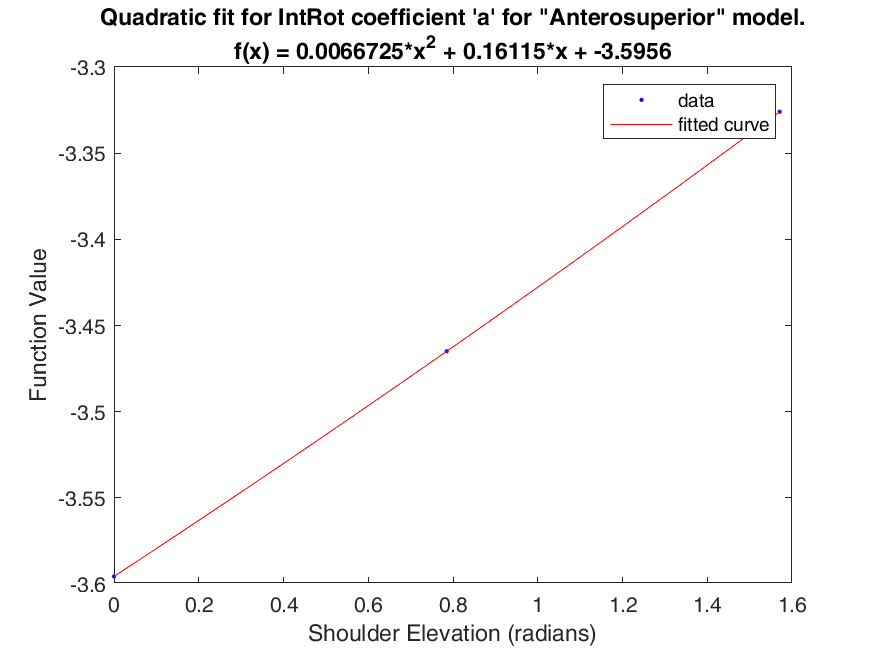 Quadratic fit for IntRot coefficient 'a' for "Anterosuperior" model.
f(x) = 0.0066725*x² + 0.16115*x + -3.5956
-3.3
data
fitted curve
-3.35
-3.4
-3.45
-3.5
-3.55
-3.6
Function Value
0 0.2 0.4 0.6 0.8 1 1.2 1.4 1.6
Shoulder Elevation (radians)